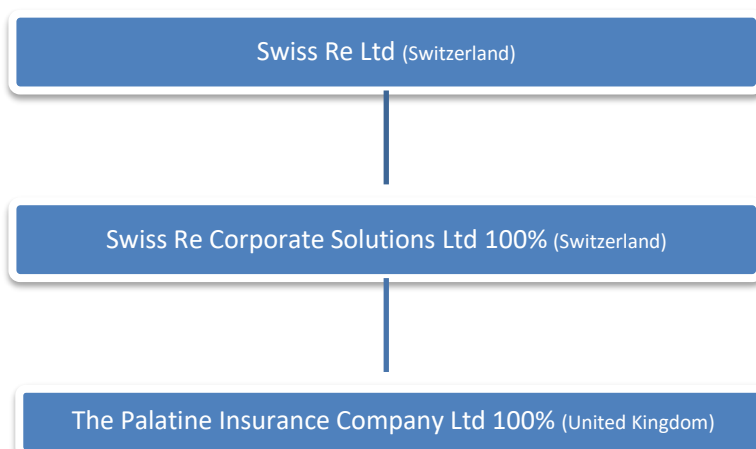 Swiss Re Ltd (Switzerland)
Swiss Re Corporate Solutions Ltd 100% (Switzerland)
The Palatine Insurance Company Ltd 100% (United Kingdom)